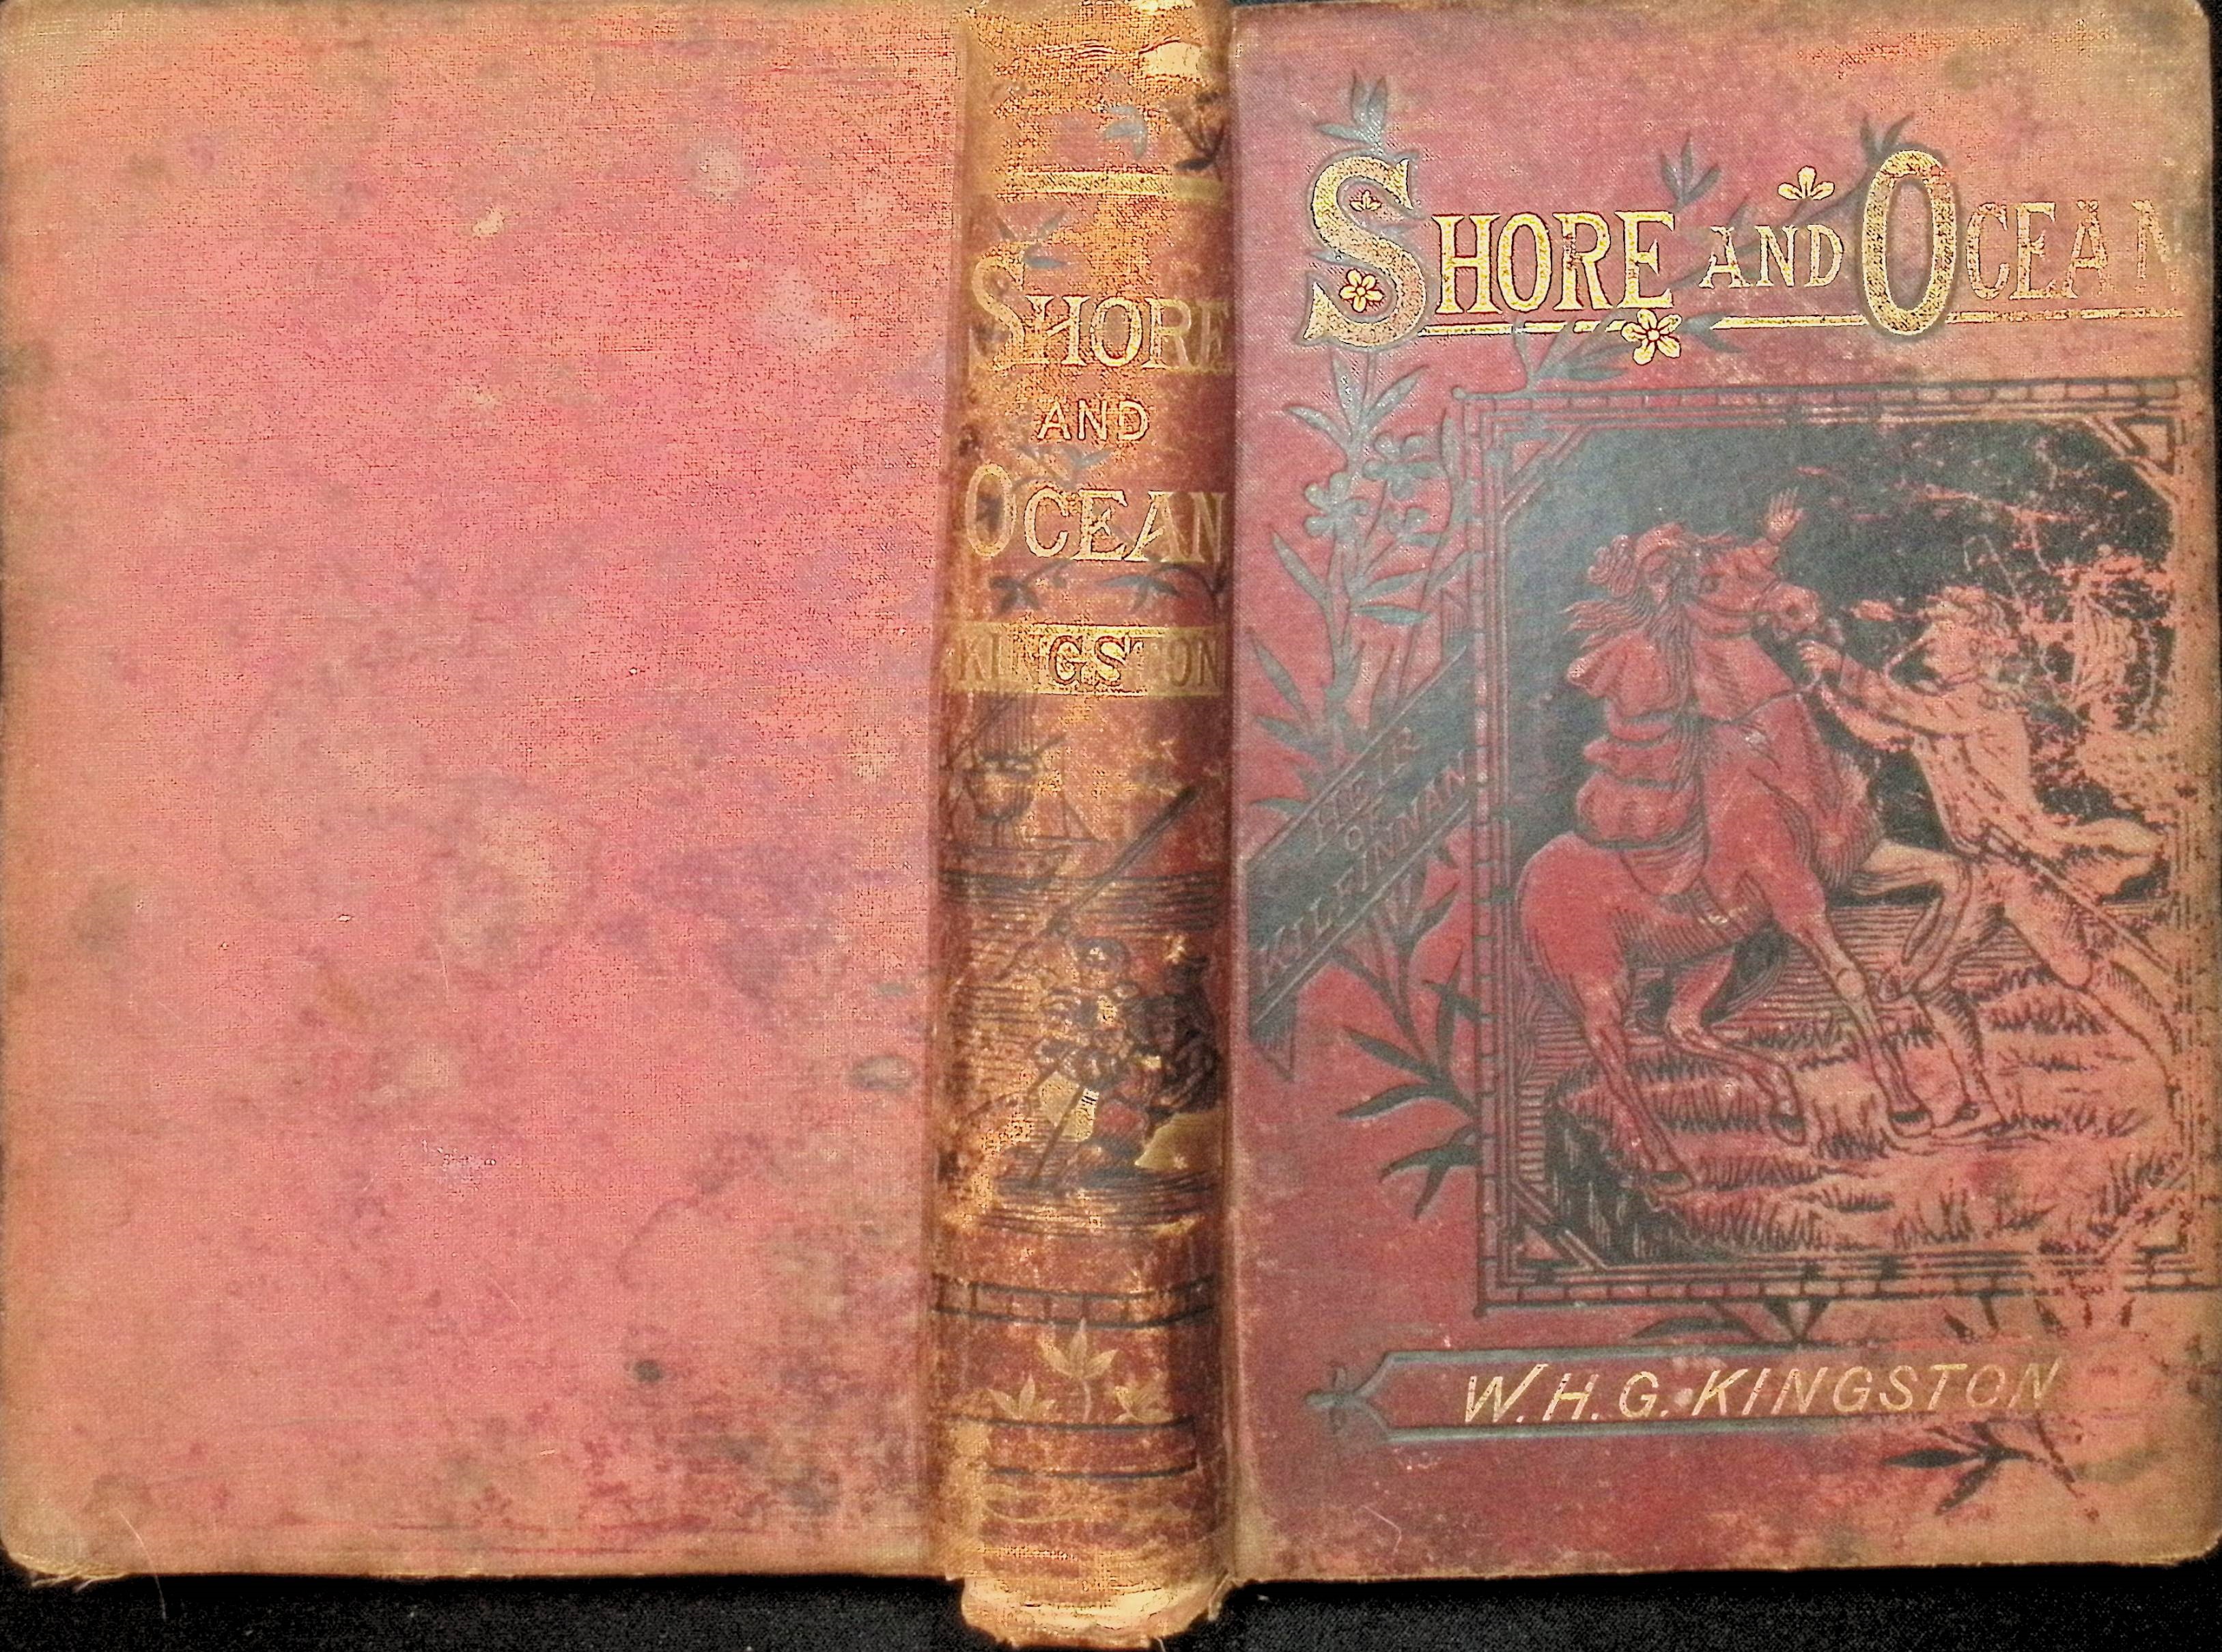 SHORE
AND
OCEAN
KINGSTON
SHORE AND OCEAN
HEIR
OF
KILFINNAN
W. H. G. KINGSTON